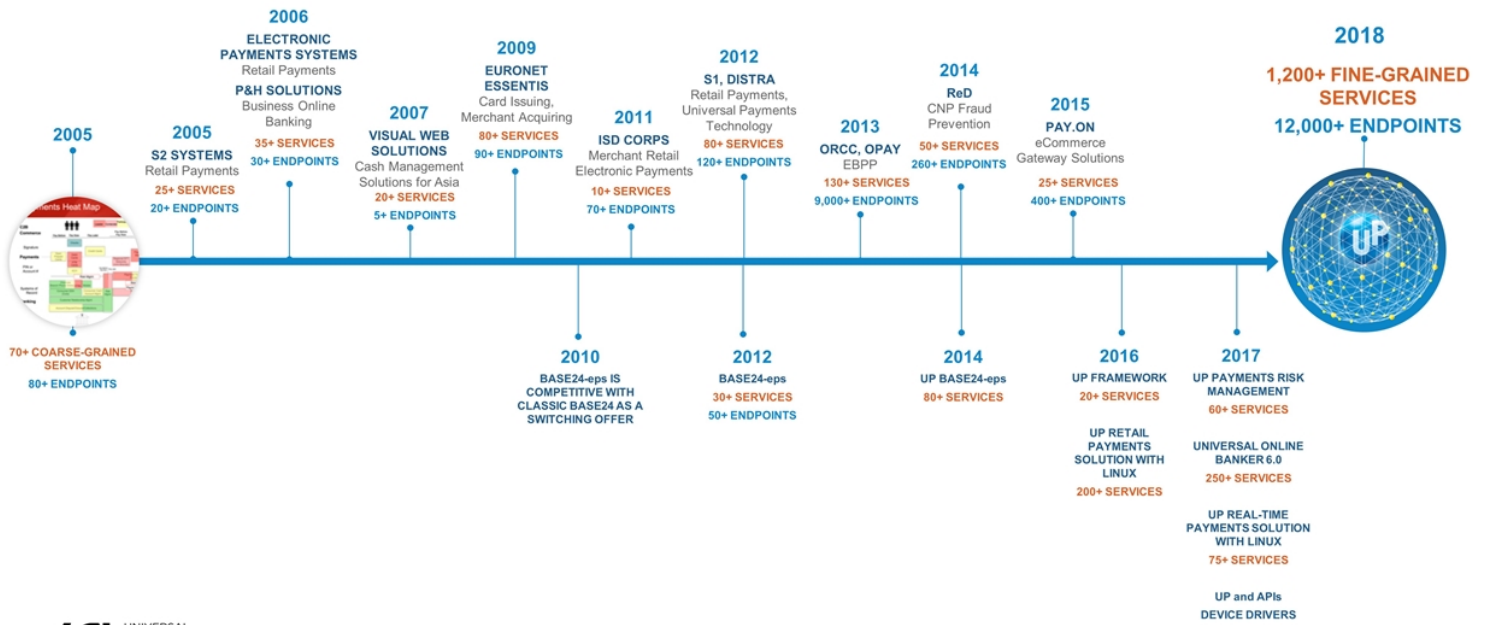 2005
ents Heat Map
70+ COARSE-GRAINED
SERVICES
80+ ENDPOINTS
2005
S2 SYSTEMS
Retail Payments
25+ SERVICES
20+ ENDPOINTS
2006
ELECTRONIC
PAYMENTS SYSTEMS
Retail Payments
P&H SOLUTIONS
Business Online
Banking
35+ SERVICES
30+ ENDPOINTS
2007
VISUAL WEB
SOLUTIONS
Cash Management
Solutions for Asia
20+ SERVICES
5+ ENDPOINTS
2009
EURONET
ESSENTIS
Card Issuing,
Merchant Acquiring
80+ SERVICES
90+ ENDPOINTS
2010
BASE24-eps IS
COMPETITIVE WITH
CLASSIC BASE24 AS A
SWITCHING OFFER
2011
ISD CORPS
Merchant Retail
Electronic Payments
10+ SERVICES
70+ ENDPOINTS
2012
S1, DISTRA
Retail Payments,
Universal Payments
Technology
80+ SERVICES
120+ ENDPOINTS
2012
BASE24-eps
30+ SERVICES
50+ ENDPOINTS
2013
ORCC, OPAY
EBPP
130+ SERVICES
9,000+ ENDPOINTS
2014
ReD
CNP Fraud
Prevention
50+ SERVICES
260+ ENDPOINTS
2014
UP BASE24-eps
80+ SERVICES
2015
PAY.ON
eCommerce
Gateway Solutions
25+ SERVICES
400+ ENDPOINTS
2016
UP FRAMEWORK
20+ SERVICES
UP RETAIL
PAYMENTS
SOLUTION WITH
LINUX
200+ SERVICES
2017
UP PAYMENTS RISK
MANAGEMENT
60+ SERVICES
UNIVERSAL ONLINE
BANKER 6.0
250+ SERVICES
UP REAL-TIME
PAYMENTS SOLUTION
WITH LINUX
75+ SERVICES
UP and APIs
DEVICE DRIVERS
2018
1,200+ FINE-GRAINED
SERVICES
12,000+ ENDPOINTS
UP